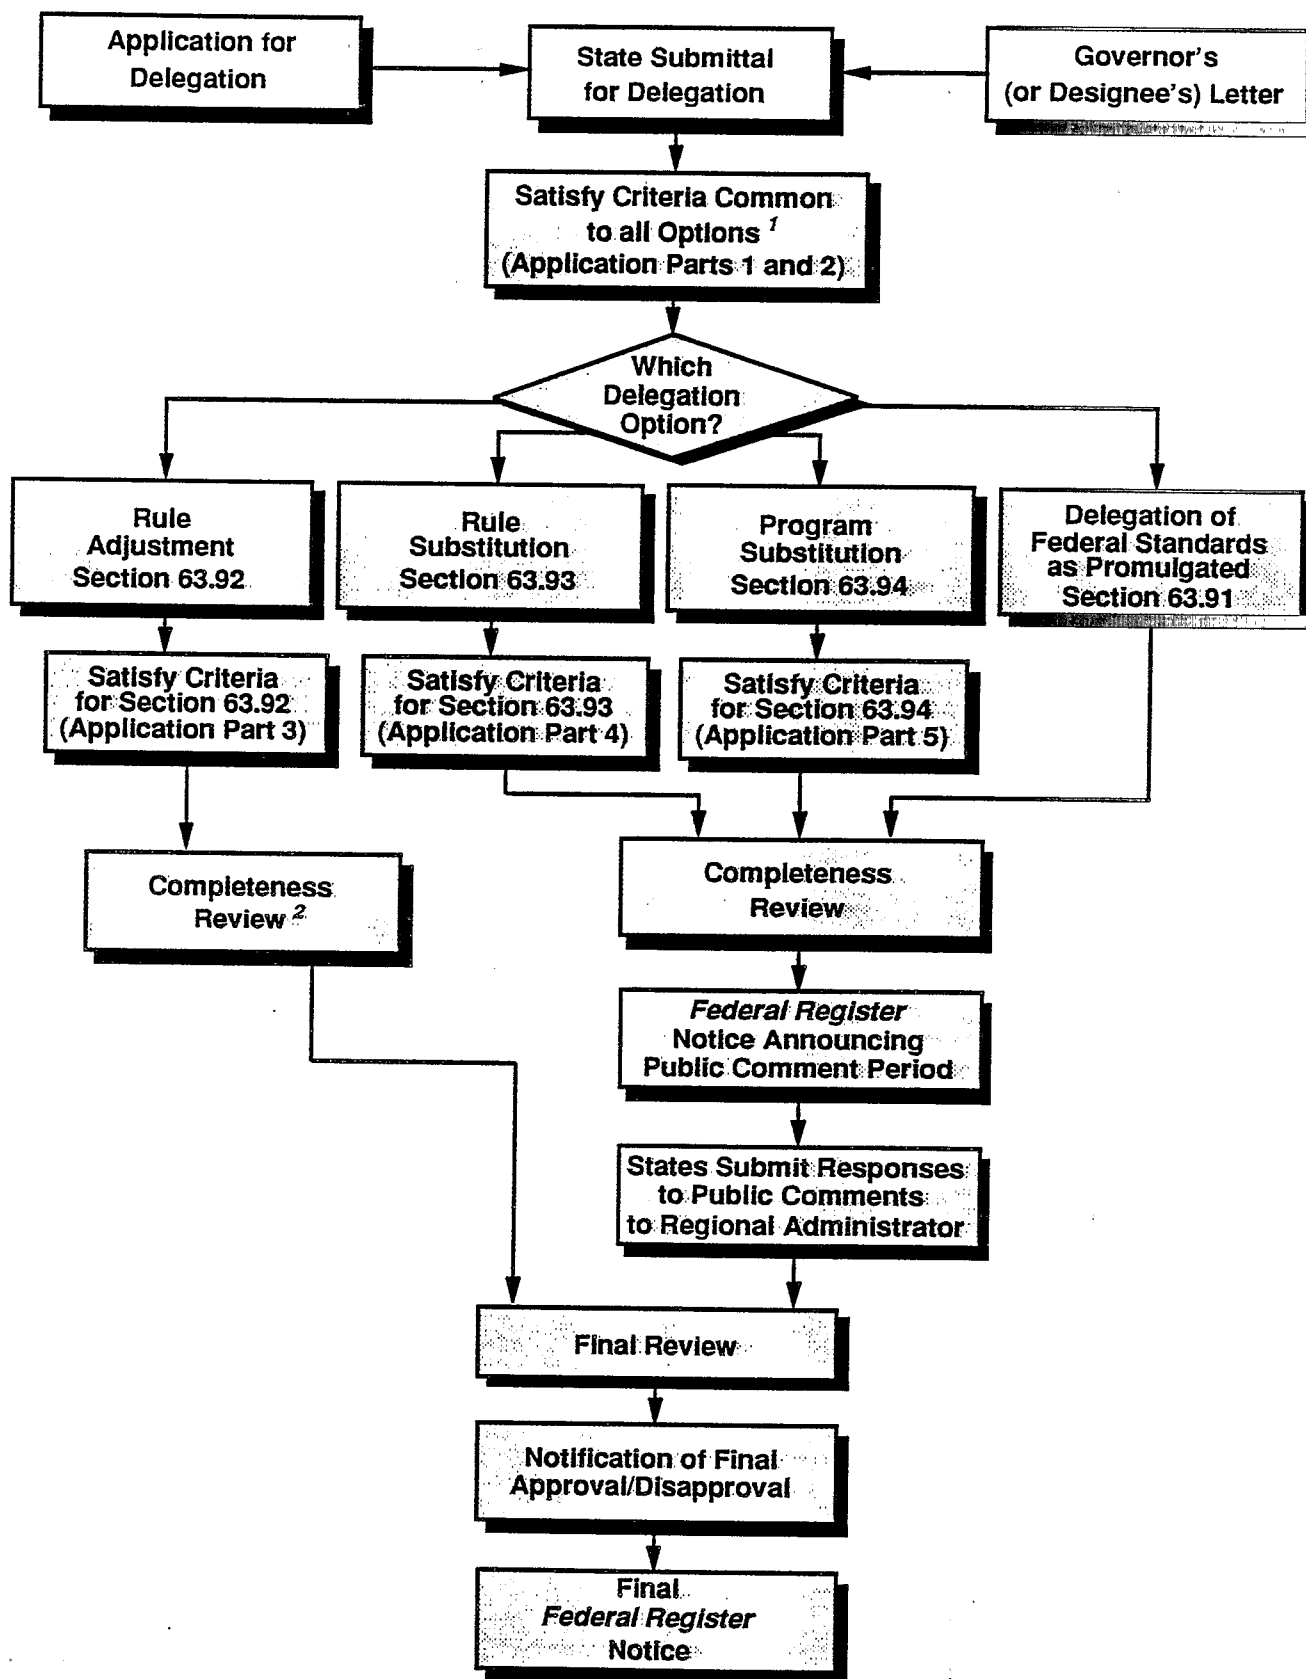 Application for
Delegation
State Submittal
for Delegation
Governor's
(or Designee's) Letter
Satisfy Criteria Common
to all Options 1
(Application Parts 1 and 2)
Which
Delegation
Option?
Rule
Adjustment
Section 63.92
Rule
Substitution
Section 63.93
Program
Substitution
Section 63.94
Delegation of
Federal Standards
as Promulgated
Section 63.91
Satisfy Criteria
for Section 63.92
(Application Part 3)
Satisfy Criteria
for Section 63.93
(Application Part 4)
Satisfy Criteria
for Section 63.94
(Application Part 5)
Completeness
Review 2
Completeness
Review
Federal Register
Notice Announcing
Public Comment Period
States Submit Responses
to Public Comments
to Regional Administrator
Final Review
Notification of Final
Approval/Disapproval
Final
Federal Register
Notice